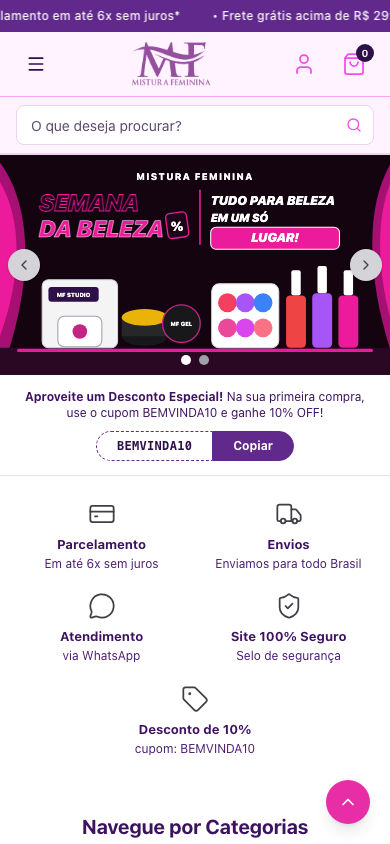 lamento em até 6x sem juros* • Frete grátis acima de R$ 29
MF
MISTURA FEMININA
0
O que deseja procurar?
MISTURA FEMININA
SEMANA
DA BELEZA %
TUDO PARA BELEZA
EM UM SÓ
LUGAR!
MF STUDIO
MF GEL
Aproveite um Desconto Especial! Na sua primeira compra,
use o cupom BEMVINDA10 e ganhe 10% OFF!
BEMVINDA10 Copiar
Parcelamento
Em até 6x sem juros
Envios
Enviamos para todo Brasil
Atendimento
via WhatsApp
Site 100% Seguro
Selo de segurança
Desconto de 10%
cupom: BEMVINDA10
Navegue por Categorias